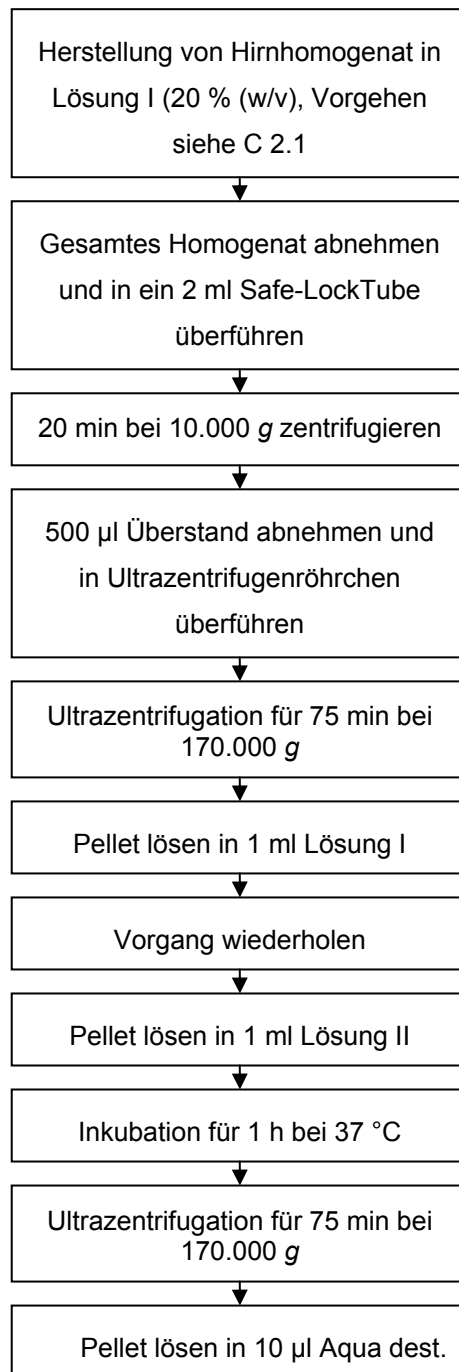 Herstellung von Hirnhomogenat in
Lösung I (20 % (w/v), Vorgehen
siehe C 2.1
Gesamtes Homogenat abnehmen
und in ein 2 ml Safe-LockTube
überführen
20 min bei 10.000 g zentrifugieren
500 µl Überstand abnehmen und
in Ultrazentrifugenröhrchen
überführen
Ultrazentrifugation für 75 min bei
170.000 g
Pellet lösen in 1 ml Lösung I
Vorgang wiederholen
Pellet lösen in 1 ml Lösung II
Inkubation für 1 h bei 37 °C
Ultrazentrifugation für 75 min bei
170.000 g
Pellet lösen in 10 µl Aqua dest.